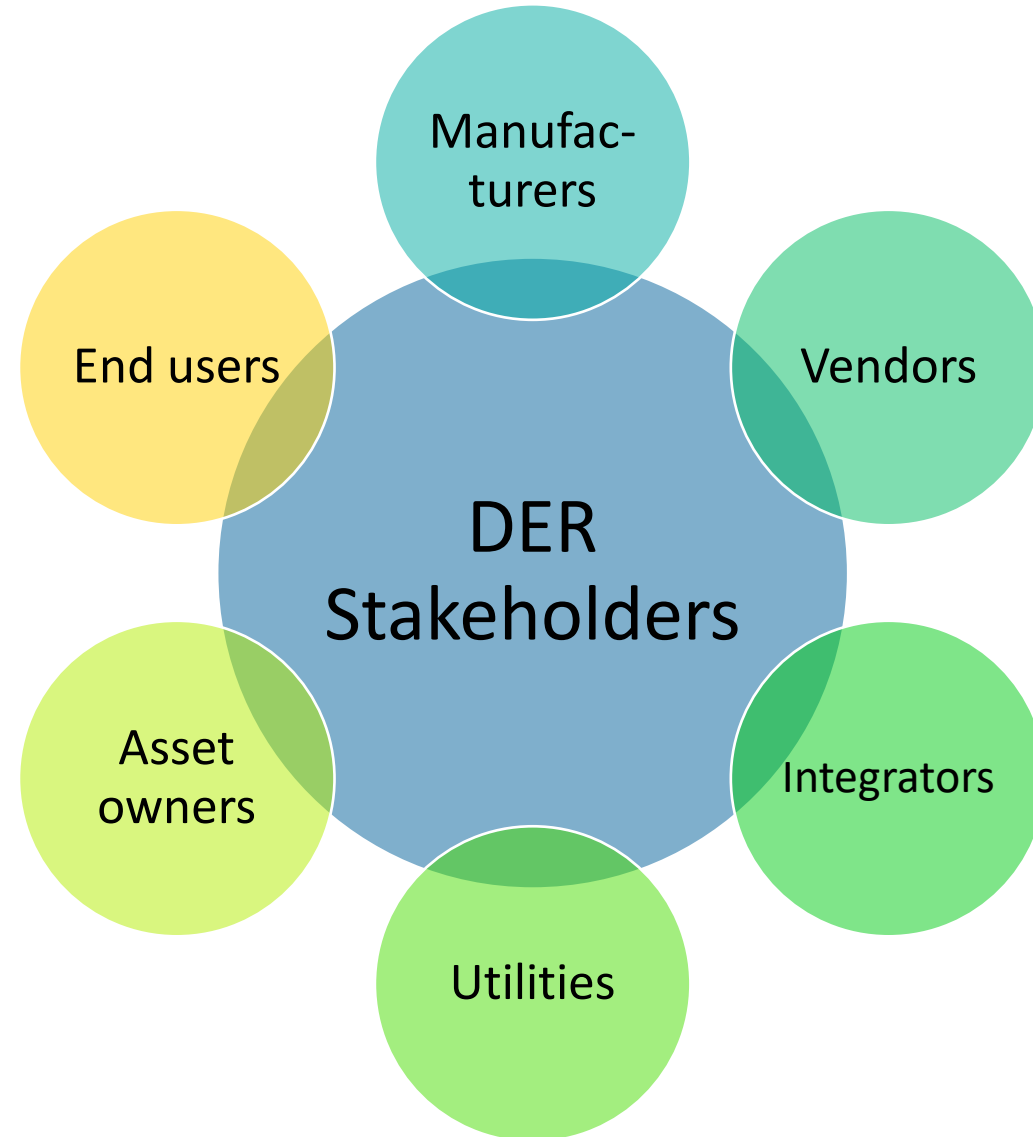 Manufac-
turers
End users
Vendors
DER
Stakeholders
Asset
owners
Integrators
Utilities